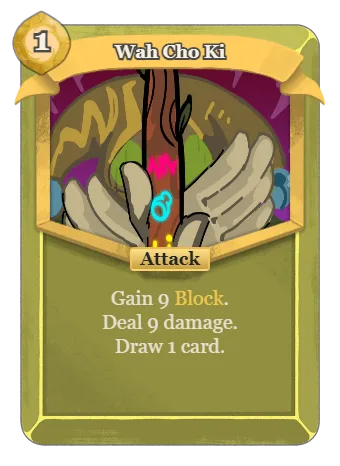 1
Wah Cho Ki
Attack
Gain 9 Block.
Deal 9 damage.
Draw 1 card.